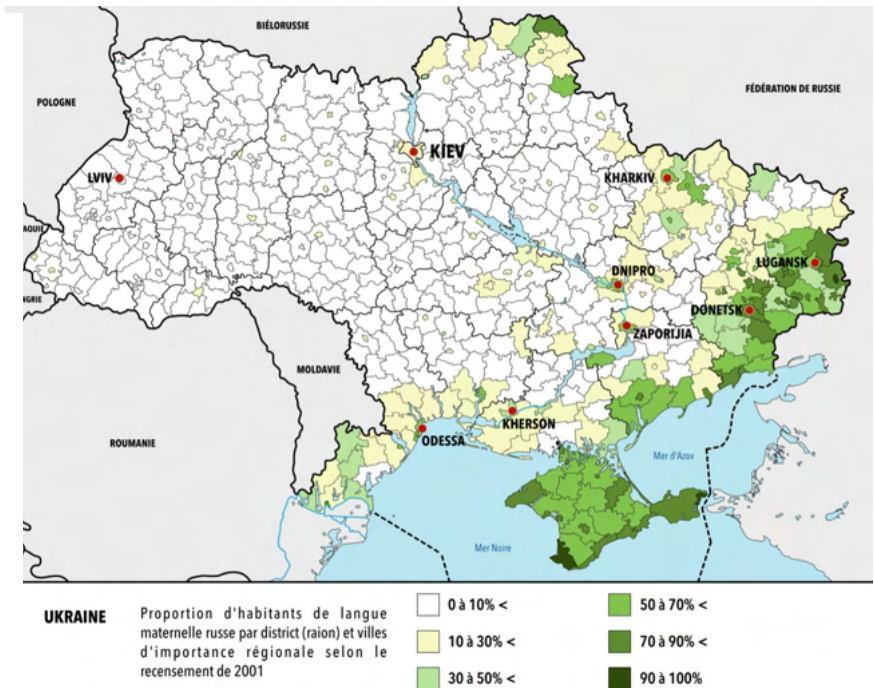 BIÉLORUSSIE
POLOGNE
FÉDÉRATION DE RUSSIE
KIEV
LVIV
KHARKIV
AQUIE
LUGANSK
DNIPRO
NGRIE
DONETSK
ZAPORIJIA
MOLDAVIE
KHERSON
ROUMANIE
ODESSA
Mer d'Azov
Mer Noire
UKRAINE
Proportion d'habitants de langue
maternelle russe par district (raion) et villes
d'importance régionale selon le
recensement de 2001
0 à 10% <
10 à 30% <
30 à 50% <
50 à 70% <
70 à 90% <
90 à 100%